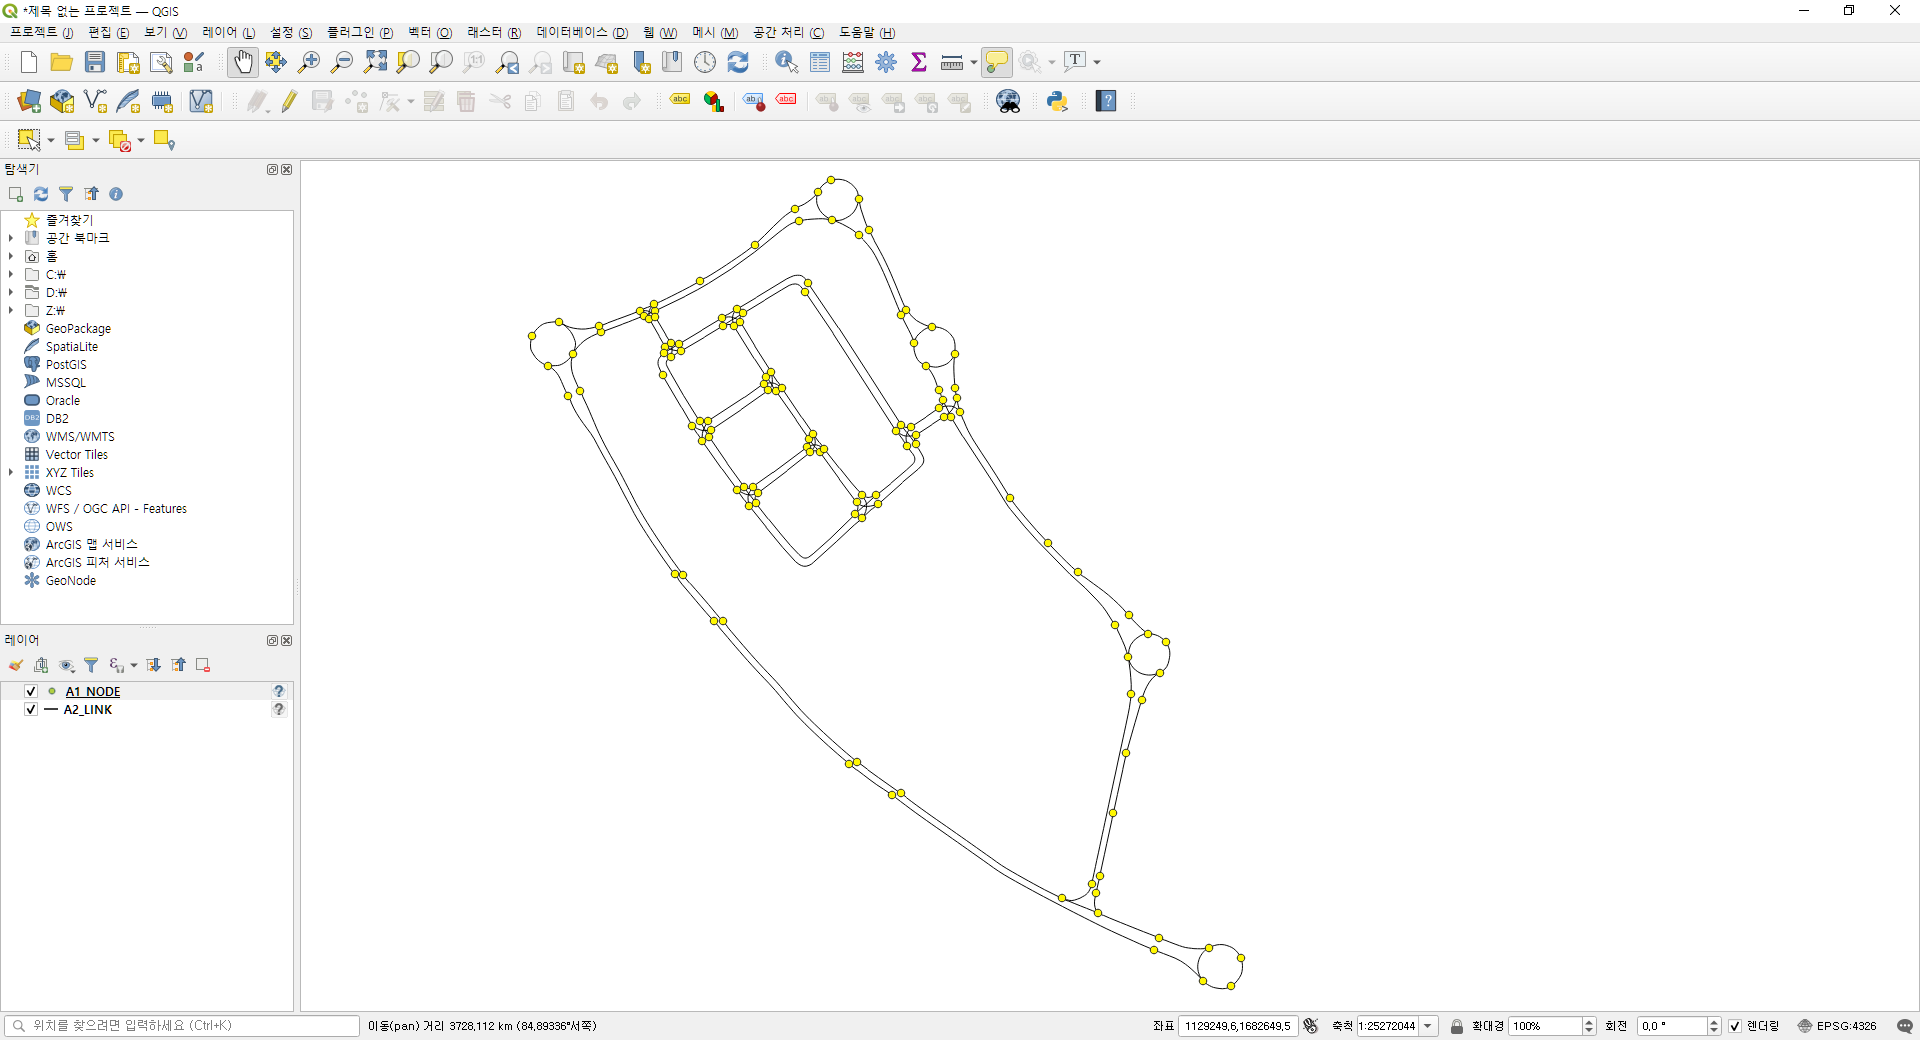 *제목 없는 프로젝트 — QGIS
프로젝트 (J) 편집 (E) 보기 (V) 레이어 (L) 설정 (S) 플러그인 (P) 벡터 (O) 래스터 (R) 데이터베이스 (D) 웹 (W) 메시 (M) 공간 처리 (C) 도움말 (H)
탐색기
즐겨찾기
공간 북마크
홈
C:₩
D:₩
Z:₩
GeoPackage
SpatiaLite
PostGIS
MSSQL
Oracle
DB2
WMS/WMTS
Vector Tiles
XYZ Tiles
WCS
WFS / OGC API - Features
OWS
ArcGIS 맵 서비스
ArcGIS 피처 서비스
GeoNode
레이어
A1_NODE
A2_LINK
위치를 찾으려면 입력하세요 (Ctrl+K) 이동(pan) 거리 3728,112 km (84,89336°서쪽) 좌표 1129249,6,1682649,5 축척 1:25272044 확대경 100% 회전 0,0 ° 렌더링 EPSG:4326